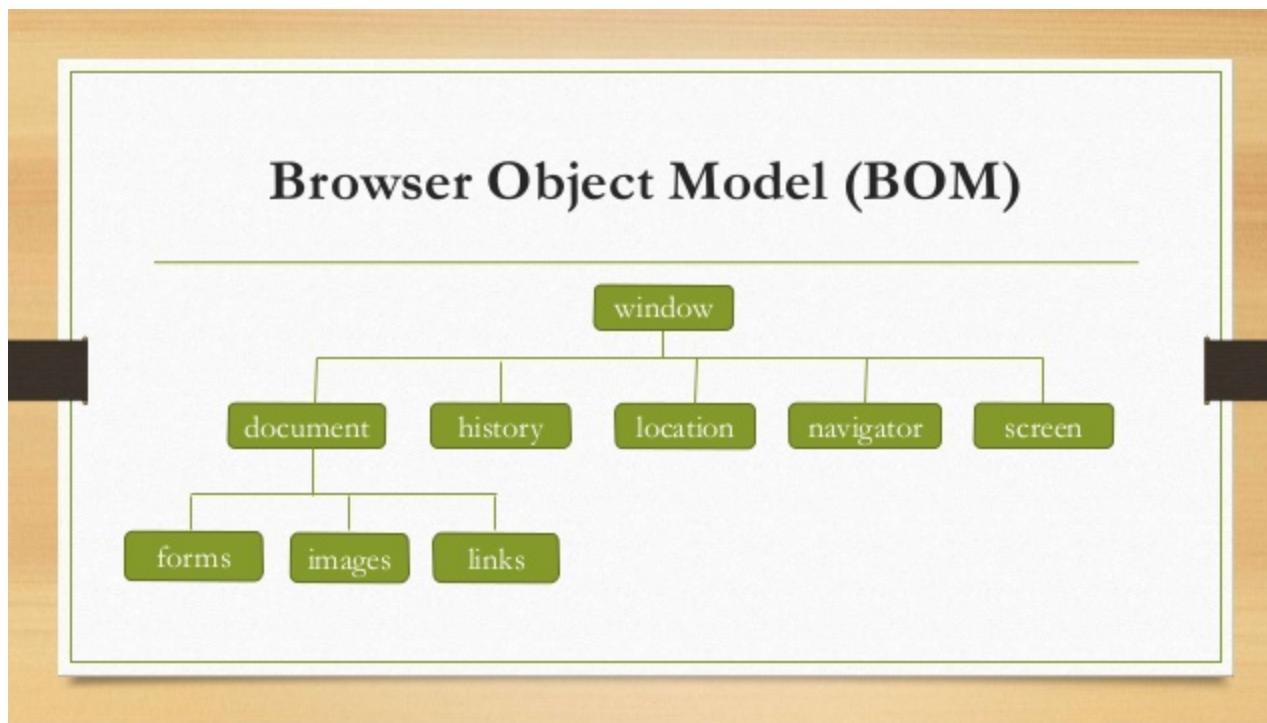 Browser Object Model (BOM)
window
document history location navigator screen
forms images links